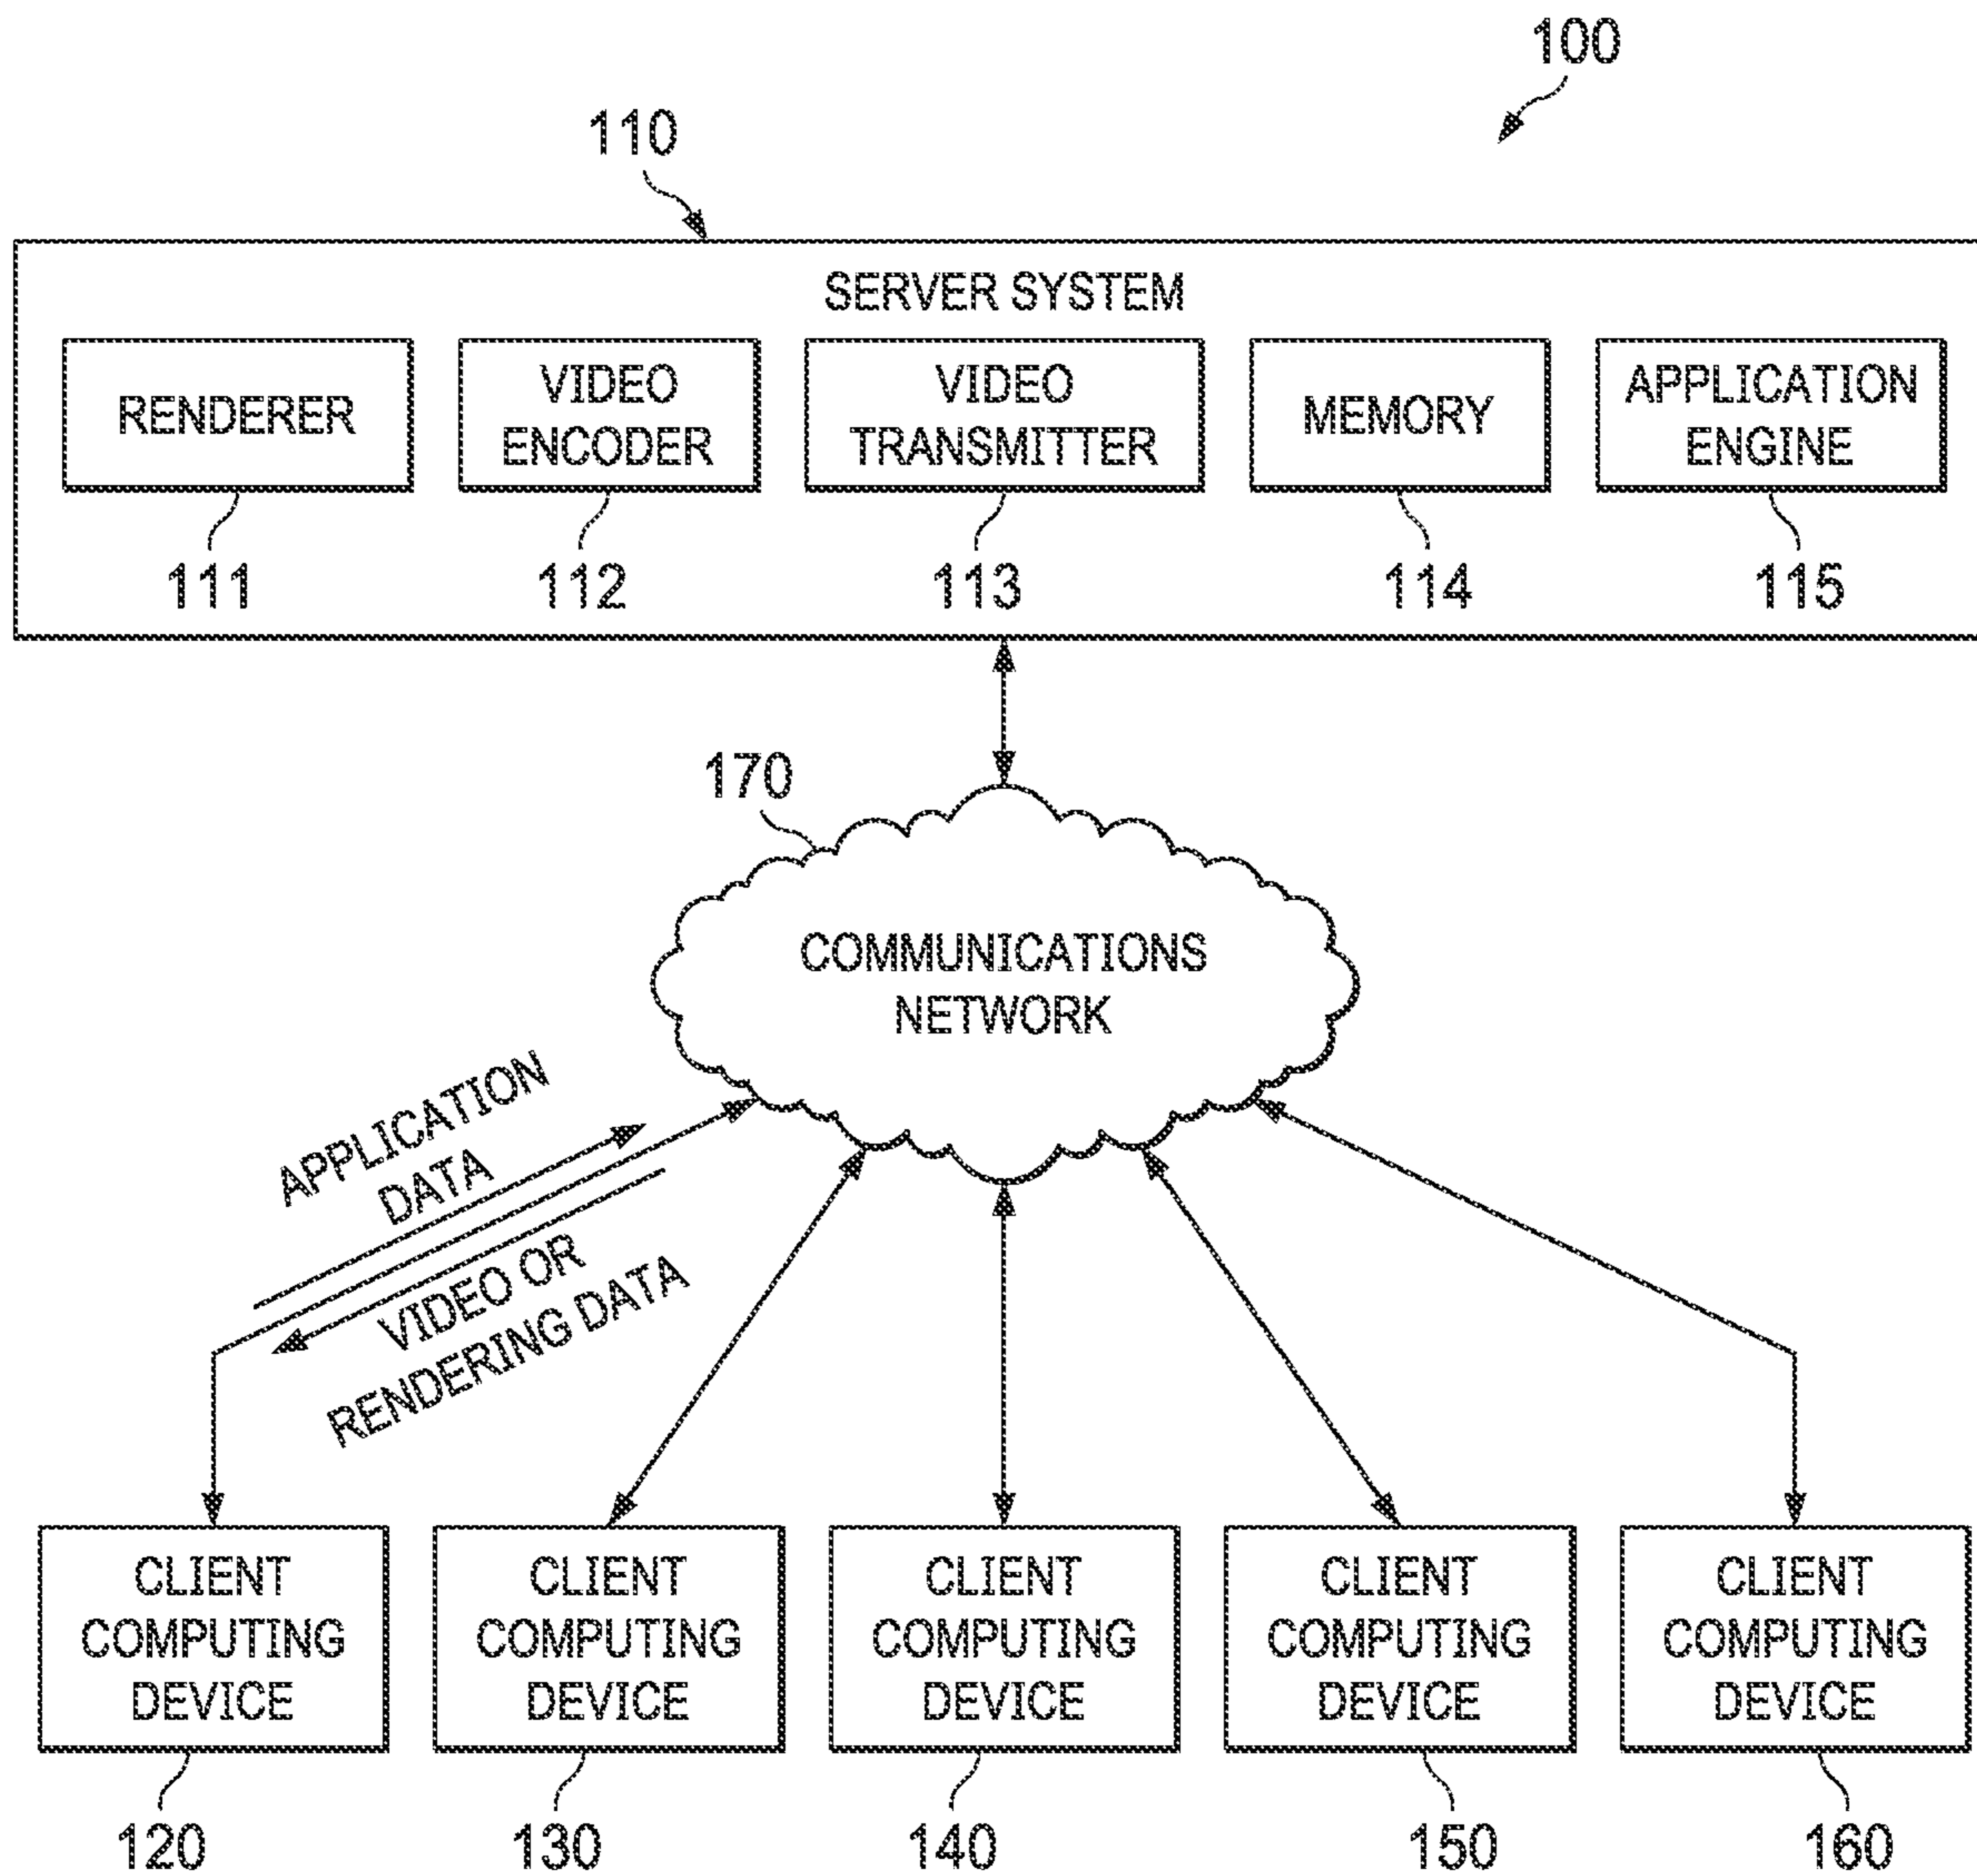 100
110
SERVER SYSTEM
RENDERER
VIDEO
ENCODER
VIDEO
TRANSMITTER
MEMORY
APPLICATION
ENGINE
111
112
113
114
115
170
COMMUNICATIONS
NETWORK
APPLICATION
DATA
VIDEO OR
RENDERING DATA
CLIENT
COMPUTING
DEVICE
CLIENT
COMPUTING
DEVICE
CLIENT
COMPUTING
DEVICE
CLIENT
COMPUTING
DEVICE
CLIENT
COMPUTING
DEVICE
120
130
140
150
160